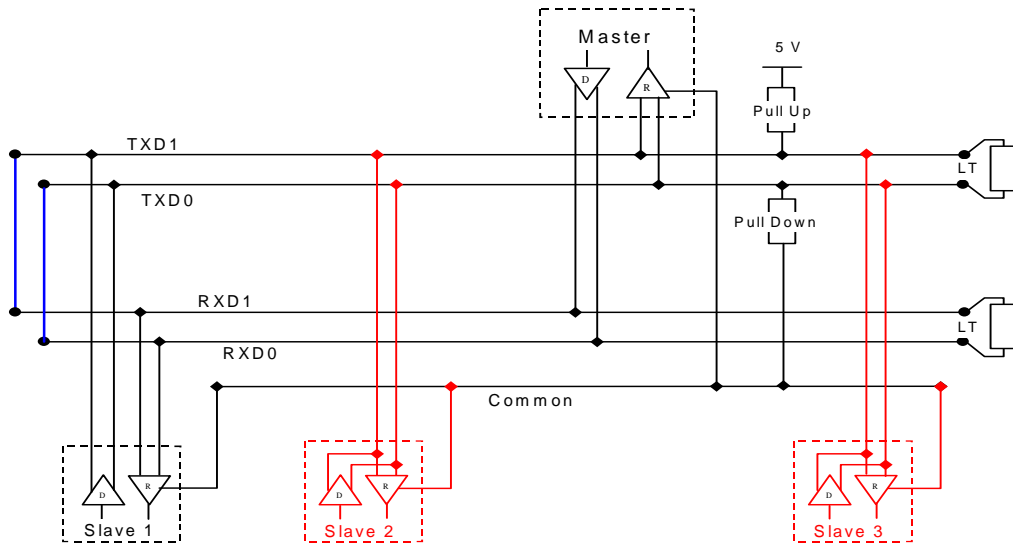 Master
D
R
5 V
Pull Up
TXD1
LT
TXD0
Pull Down
RXD1
LT
RXD0
Common
D
R
Slave 1
D
R
Slave 2
D
R
Slave 3